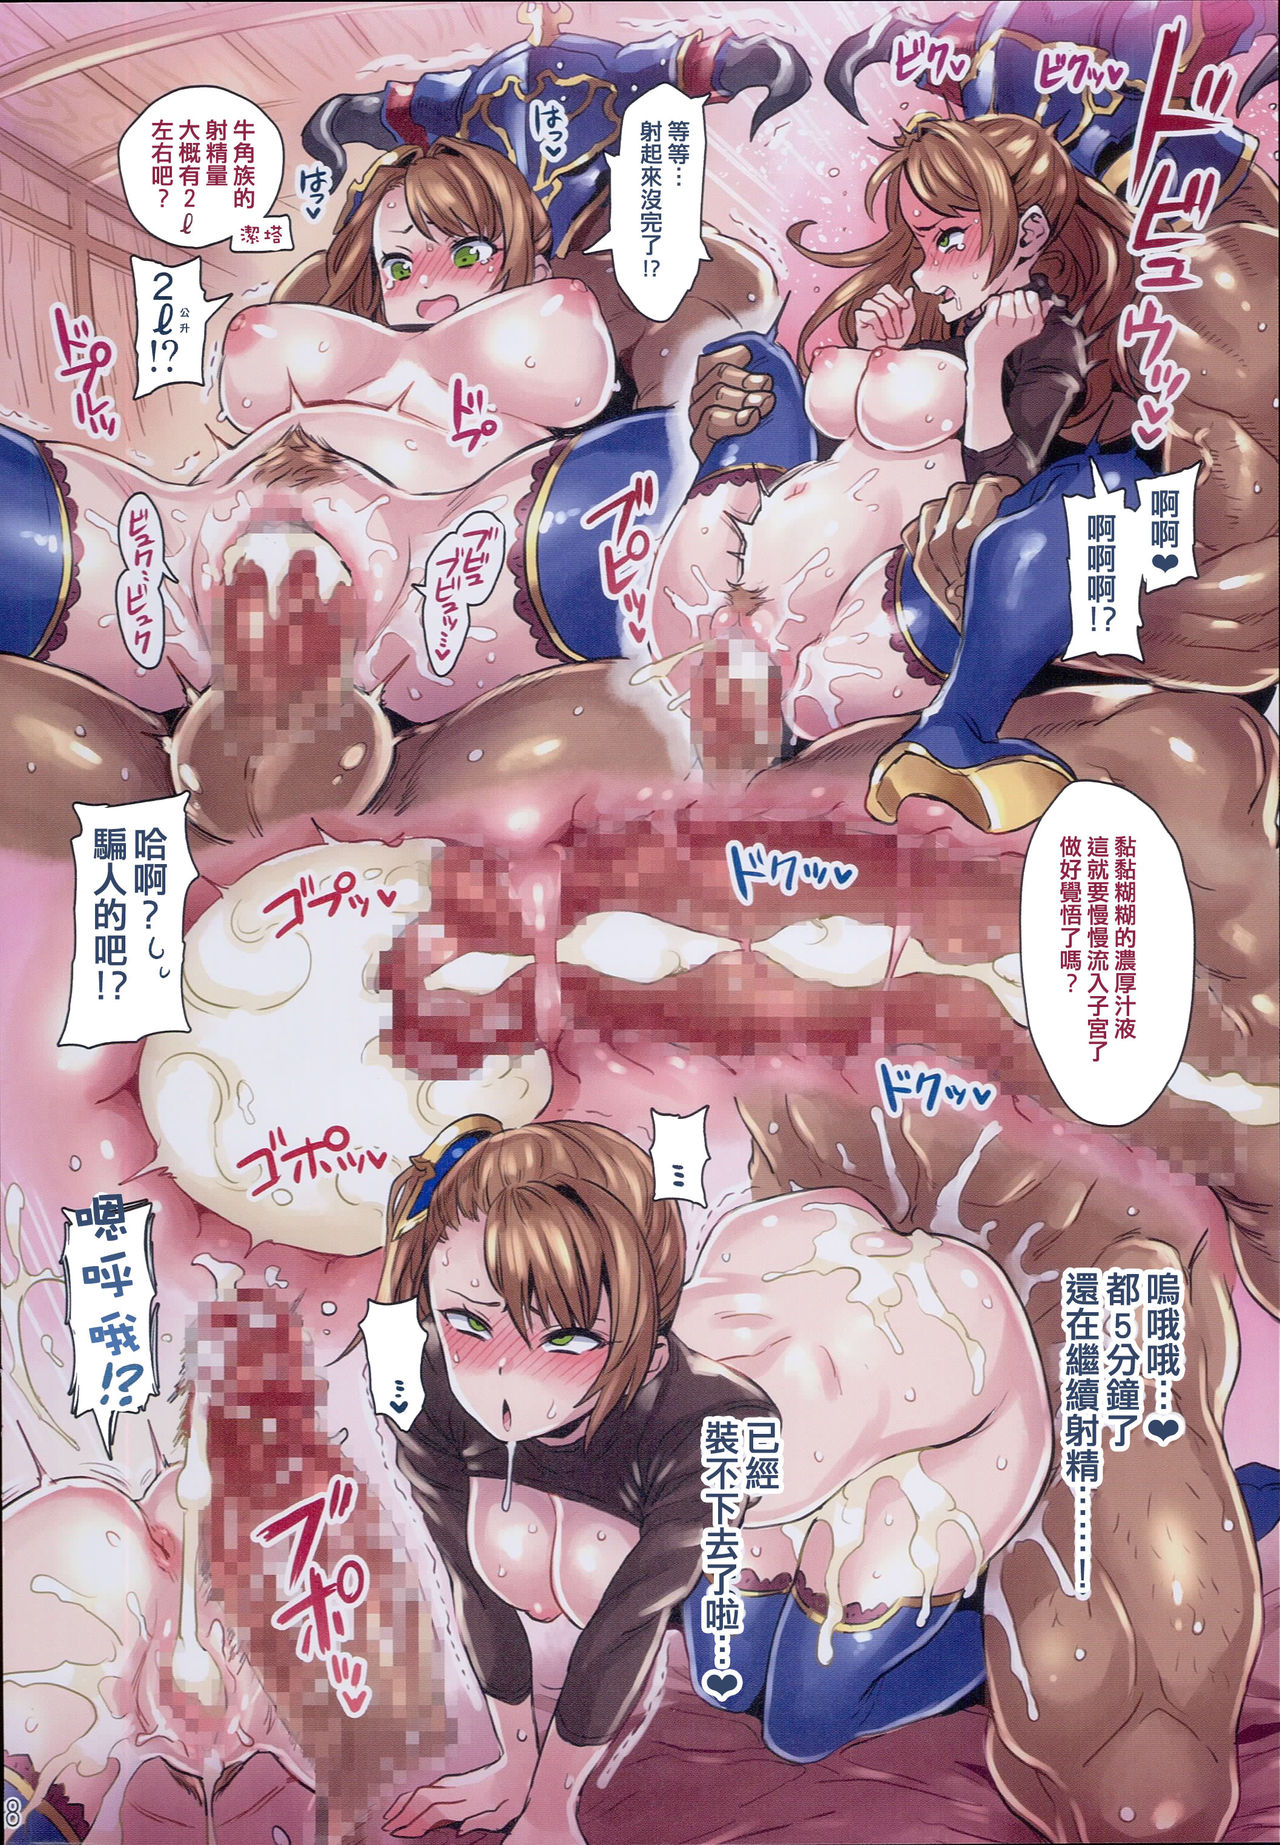 ドビュウゥッ♥
ビクッ♥
ビクッ♥
啊啊♥
啊啊啊!?
等等…
射起來沒完了!?
ブピッ♥
はっ♥
はっ♥
牛角族的
射精量
大概有2ℓ
左右吧？
潔塔
2ℓ!?
公升
ドプ
ドプルッ
ブビュ
ブビュッ…
ビュク…ビュク
黏黏糊糊的濃厚汁液
這就要慢慢流入子宮了
做好覺悟了嗎？
ドクッ♥
ドクッ♥
ゴプッ♥
ゴポッ♥
哈啊？
騙人的吧!?
嗚哦哦…♥
都5分鐘了
還在繼續射精……！
…
…
已經
裝不下去了啦…♥
嗯呼哦!?
ブポッ♥
8